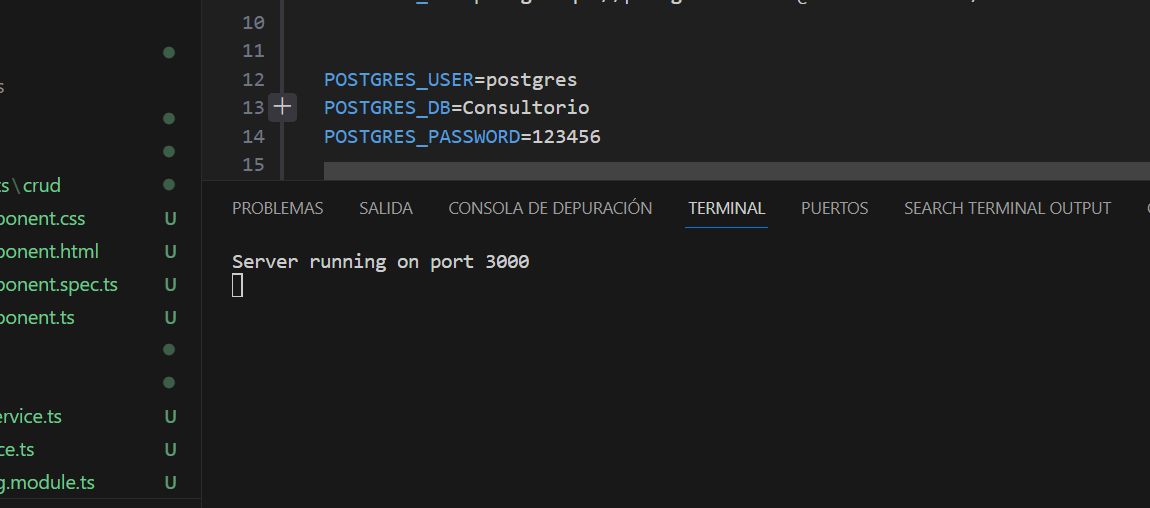 10
11
s
12 POSTGRES_USER=postgres
13 + POSTGRES_DB=Consultorio
14 POSTGRES_PASSWORD=123456
15
ts\crud
ponent.css U
ponent.html U
ponent.spec.ts U
ponent.ts U
ervice.ts U
ce.ts U
g.module.ts U
PROBLEMAS SALIDA CONSOLA DE DEPURACIÓN TERMINAL PUERTOS SEARCH TERMINAL OUTPUT
Server running on port 3000